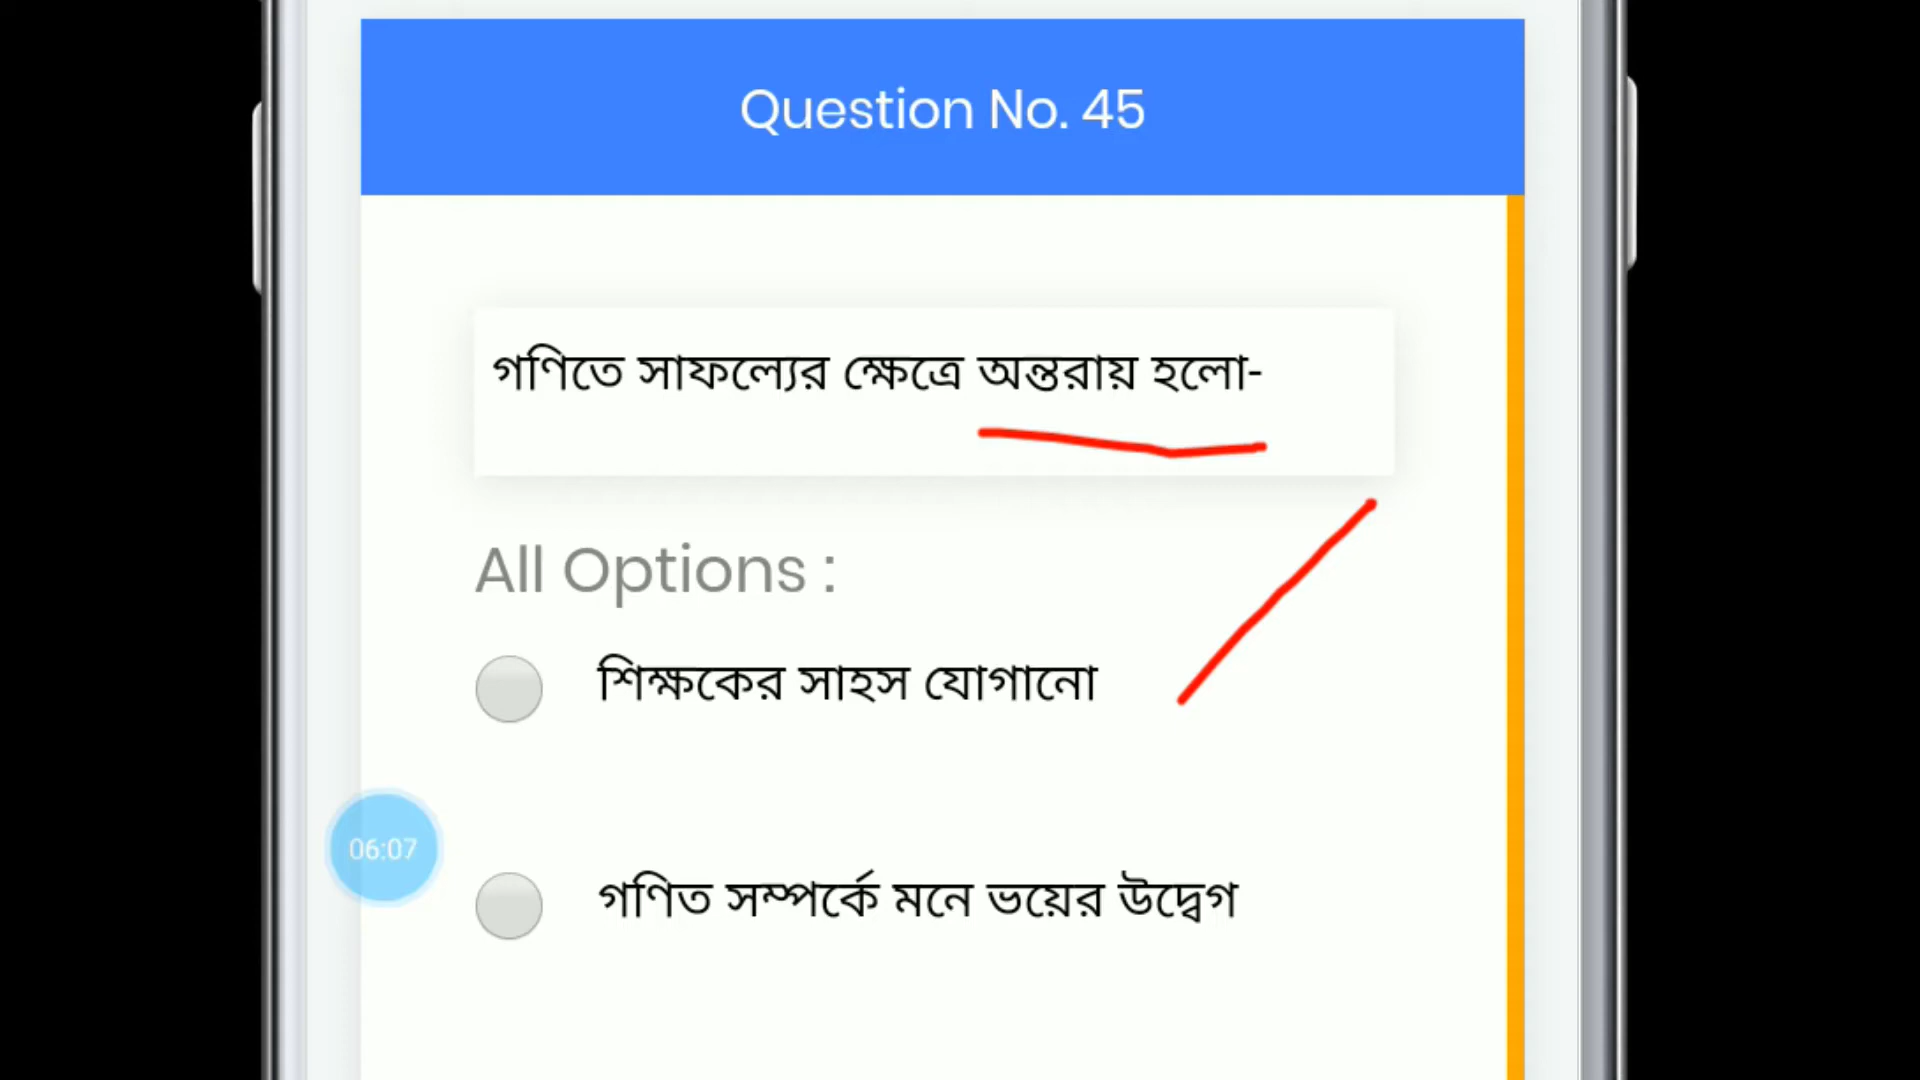 Question No. 45
গণিতে সাফল্যের ক্ষেত্রে অন্তরায় হলো-
All Options :
শিক্ষকের সাহস যোগানো
06:07
গণিত সম্পর্কে মনে ভয়ের উদ্বেগ